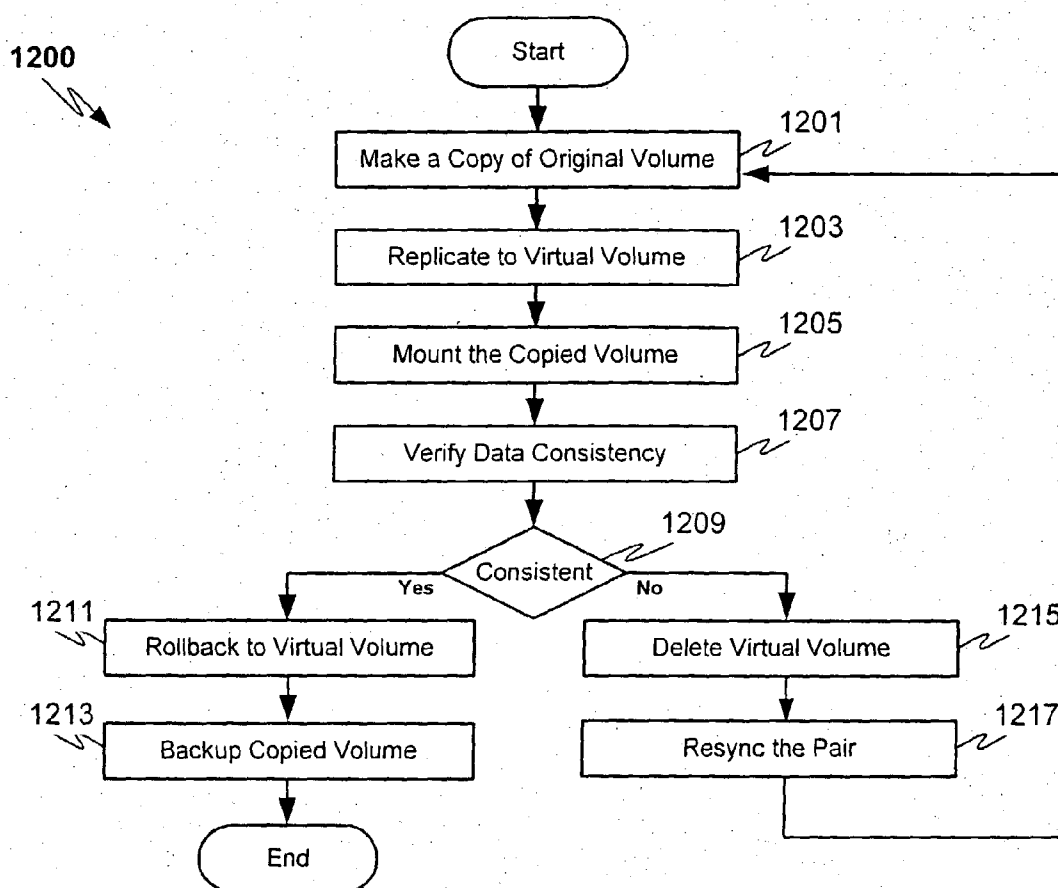 1200
Start
1201
Make a Copy of Original Volume
1203
Replicate to Virtual Volume
1205
Mount the Copied Volume
1207
Verify Data Consistency
1209
Consistent
Yes
No
1211
Rollback to Virtual Volume
1215
Delete Virtual Volume
1213
Backup Copied Volume
1217
Resync the Pair
End